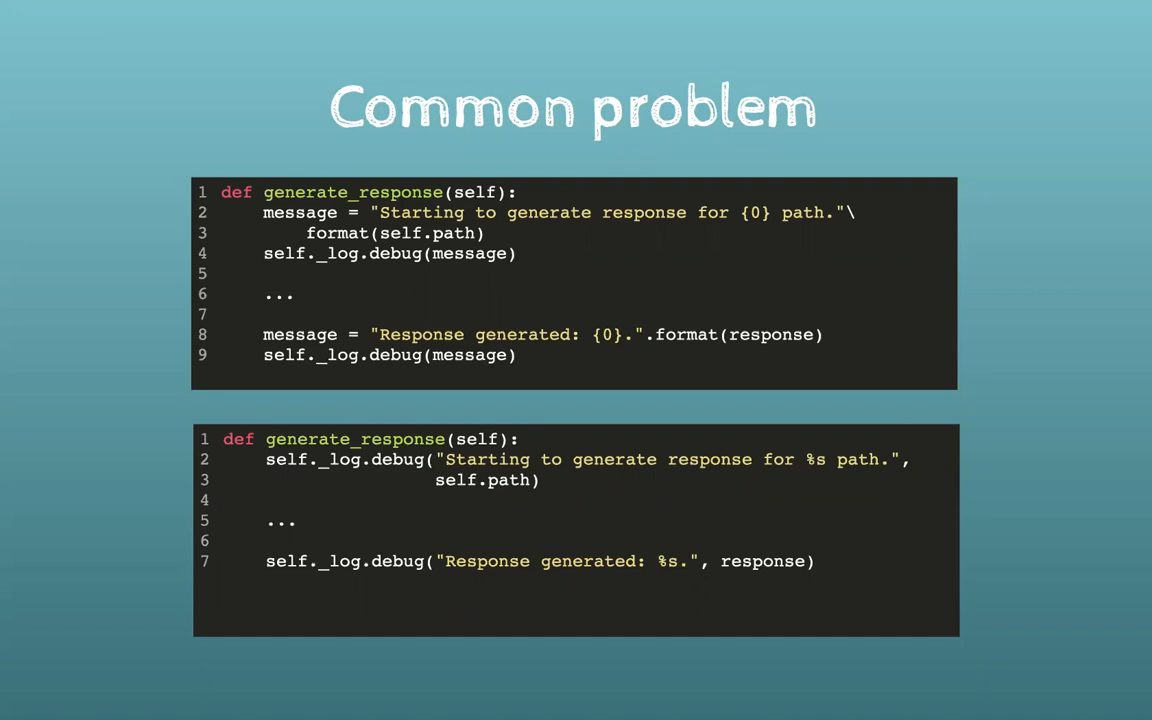 Common problem
1 def generate_response(self):
2     message = "Starting to generate response for {0} path."\
3         format(self.path)
4     self._log.debug(message)
5
6     ...
7
8     message = "Response generated: {0}.".format(response)
9     self._log.debug(message)
1 def generate_response(self):
2     self._log.debug("Starting to generate response for %s path.",
3                     self.path)
4
5     ...
6
7     self._log.debug("Response generated: %s.", response)